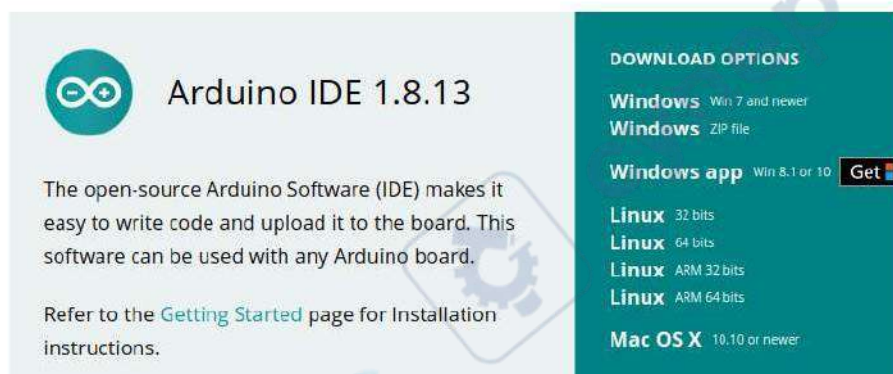 Arduino IDE 1.8.13
The open-source Arduino Software (IDE) makes it
easy to write code and upload it to the board. This
software can be used with any Arduino board.
Refer to the Getting Started page for Installation
instructions.
DOWNLOAD OPTIONS
Windows Win 7 and newer
Windows ZIP file
Windows app Win 8.1 or 10 Get
Linux 32 bits
Linux 64 bits
Linux ARM 32 bits
Linux ARM 64 bits
Mac OS X 10.10 or newer